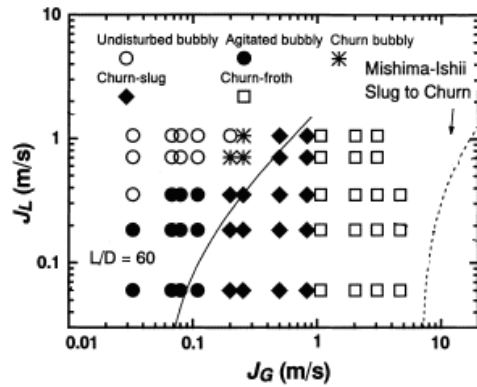 Undisturbed bubbly Agitated bubbly Churn bubbly
Churn-slug Churn-froth
Mishima-Ishii
Slug to Churn
L/D = 60
10
1
0.1
J_L (m/s)
0.01 0.1 1 10
J_G (m/s)